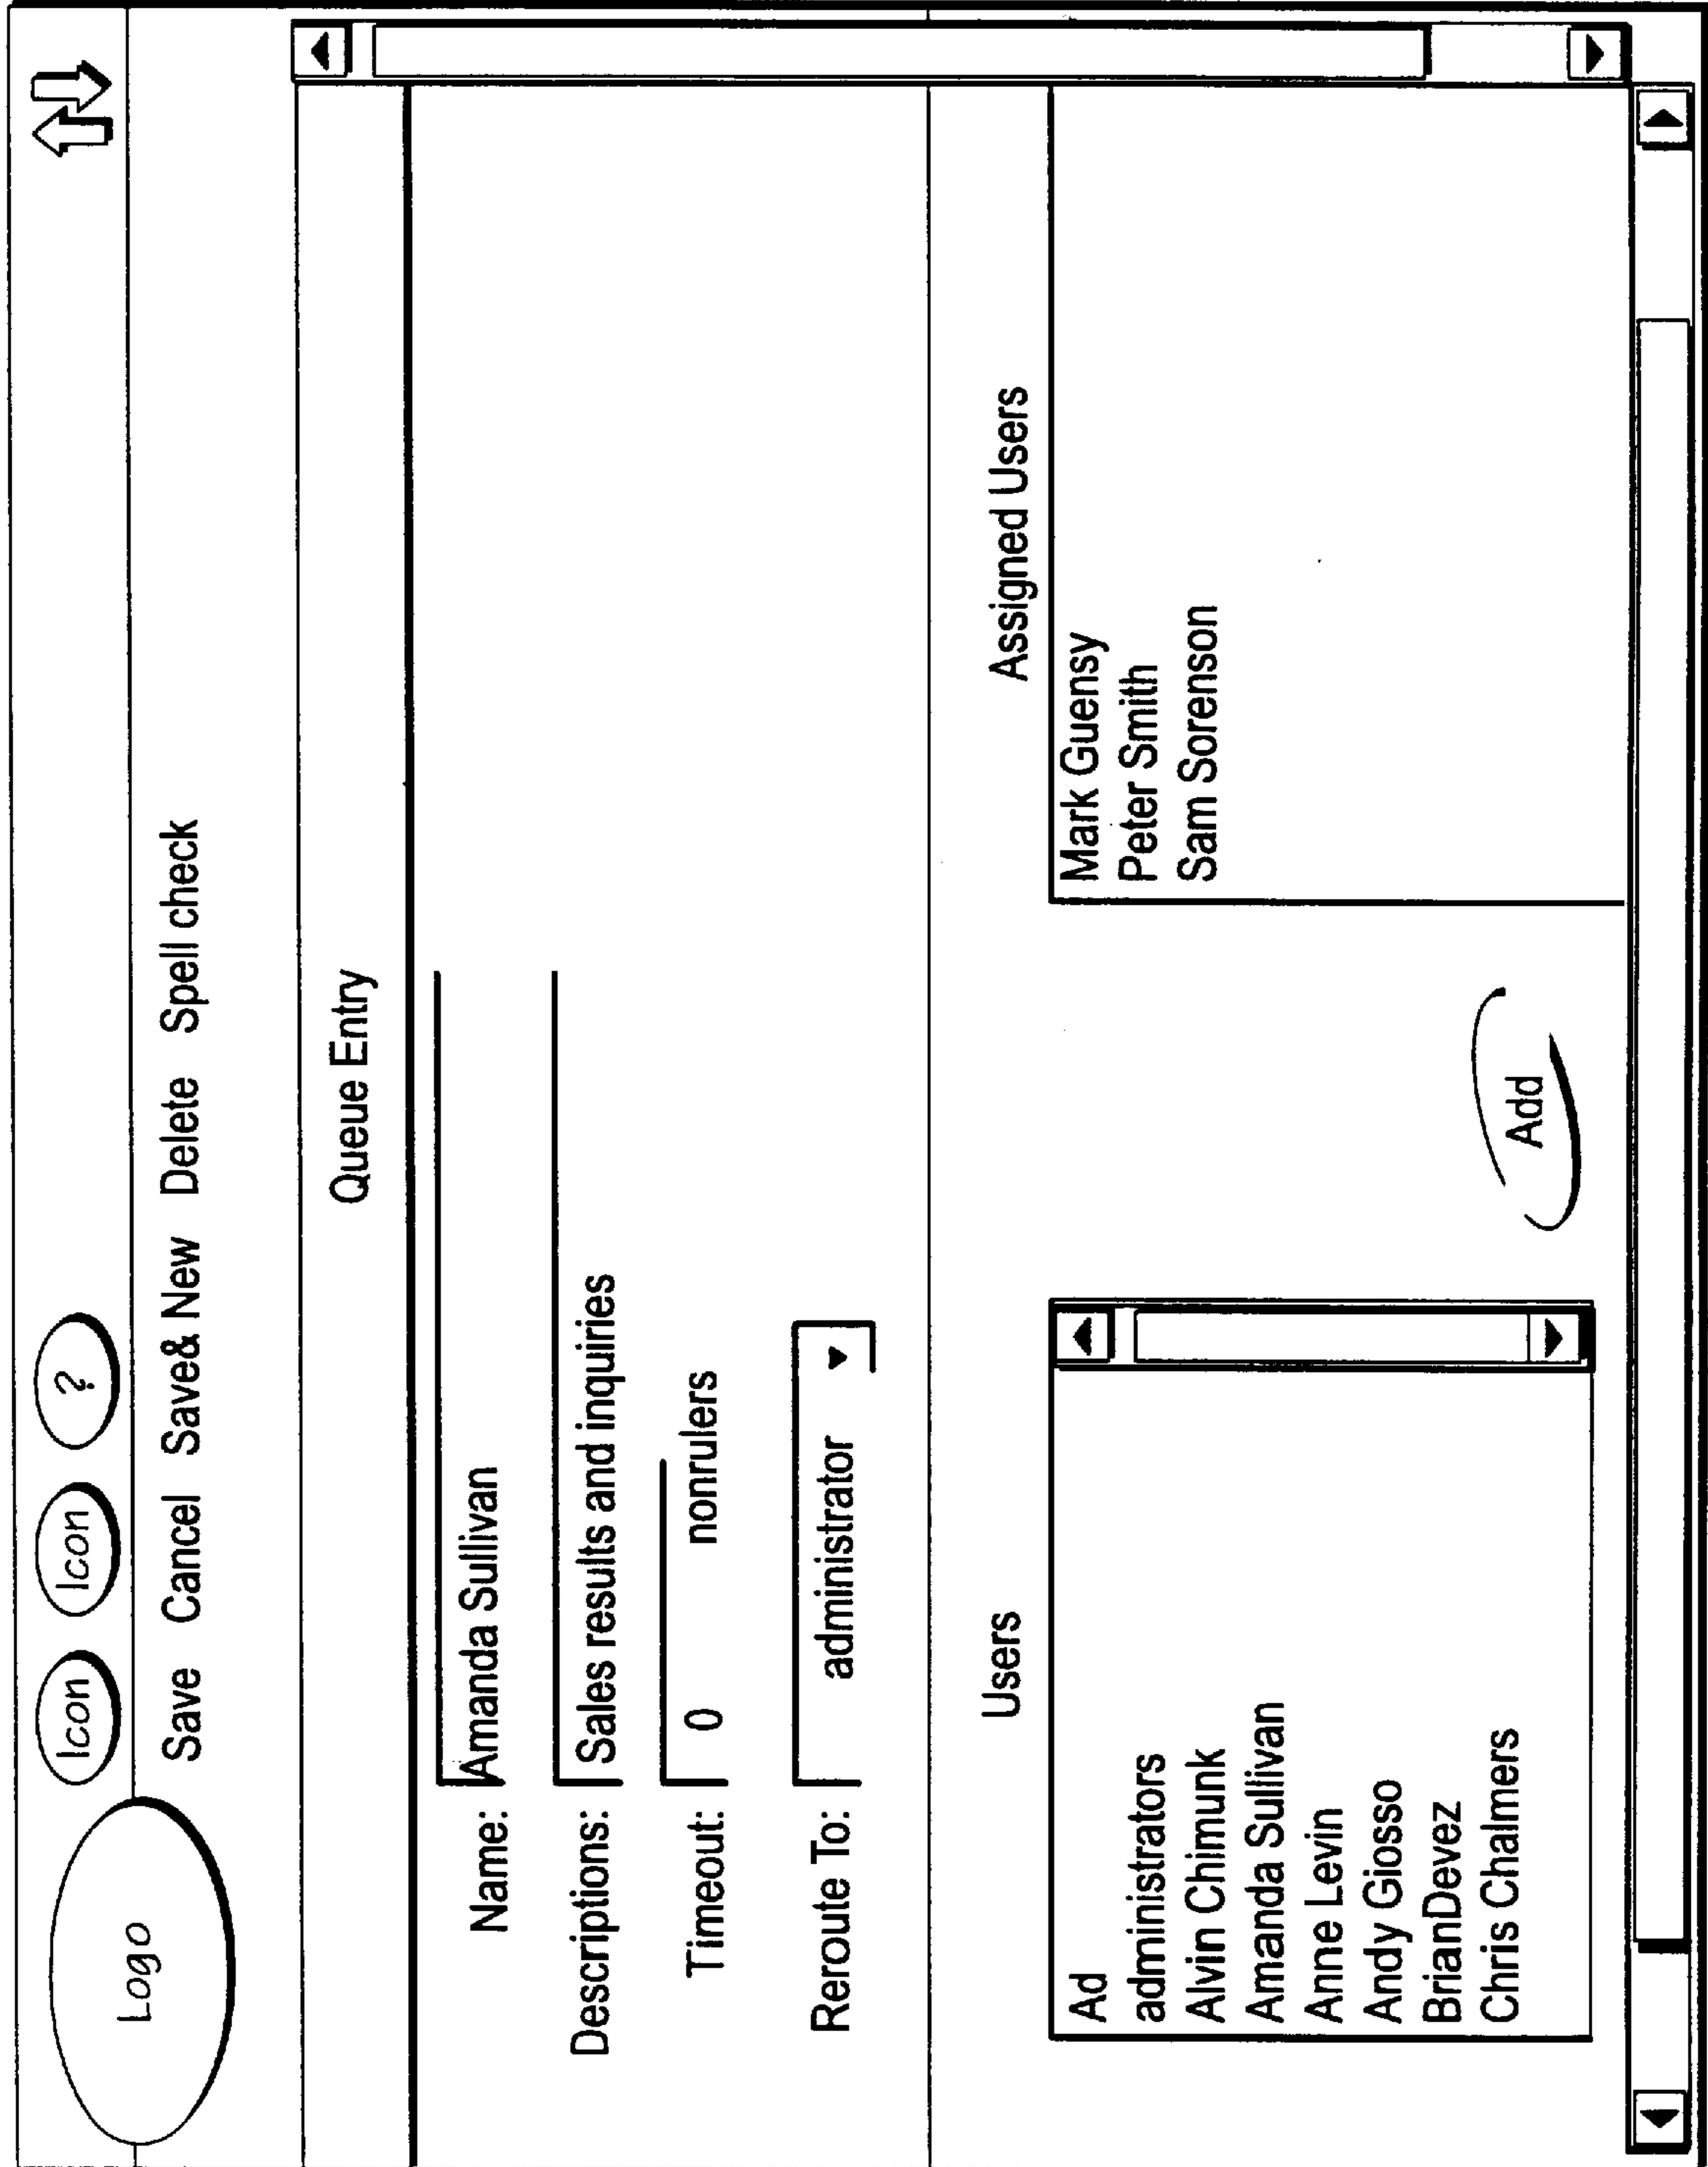 Logo Icon Icon ?
Save Cancel Save& New Delete Spell check
Queue Entry
Name: Amanda Sullivan
Descriptions: Sales results and inquiries
Timeout: 0 nonrulers
Reroute To: administrator
Users
Ad
administrators
Alvin Chimunk
Amanda Sullivan
Anne Levin
Andy Giosso
BrianDevez
Chris Chalmers
Add
Assigned Users
Mark Guensy
Peter Smith
Sam Sorenson